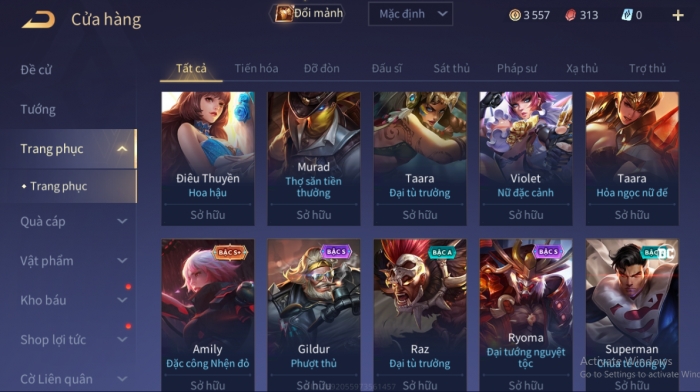 Cửa hàng
Đổi mảnh
Mặc định
3 557
313
0
Đề cử
Tướng
Trang phục
Trang phục
Quà cáp
Vật phẩm
Kho báu
Shop lợi tức
Cờ Liên quân
Tất cả
Tiến hóa
Đỡ đòn
Đấu sĩ
Sát thủ
Pháp sư
Xạ thủ
Trợ thủ
Điêu Thuyền
Hoa hậu
Sở hữu
Murad
Thợ săn tiền
thưởng
Sở hữu
Taara
Đại tù trưởng
Sở hữu
Violet
Nữ đặc cảnh
Sở hữu
Taara
Hỏa ngọc nữ đế
Sở hữu
BẬC S+
Amily
Đặc công Nhện đỏ
Sở hữu
BẬC S
Gildur
Phượt thủ
Sở hữu
BẬC A
Raz
Đại tù trưởng
Sở hữu
BẬC S
Ryoma
Đại tướng nguyệt
tộc
Sở hữu
Superman
Chúa tể công lý
Sở hữu
Activate Windows
Go to Settings to activate Wind